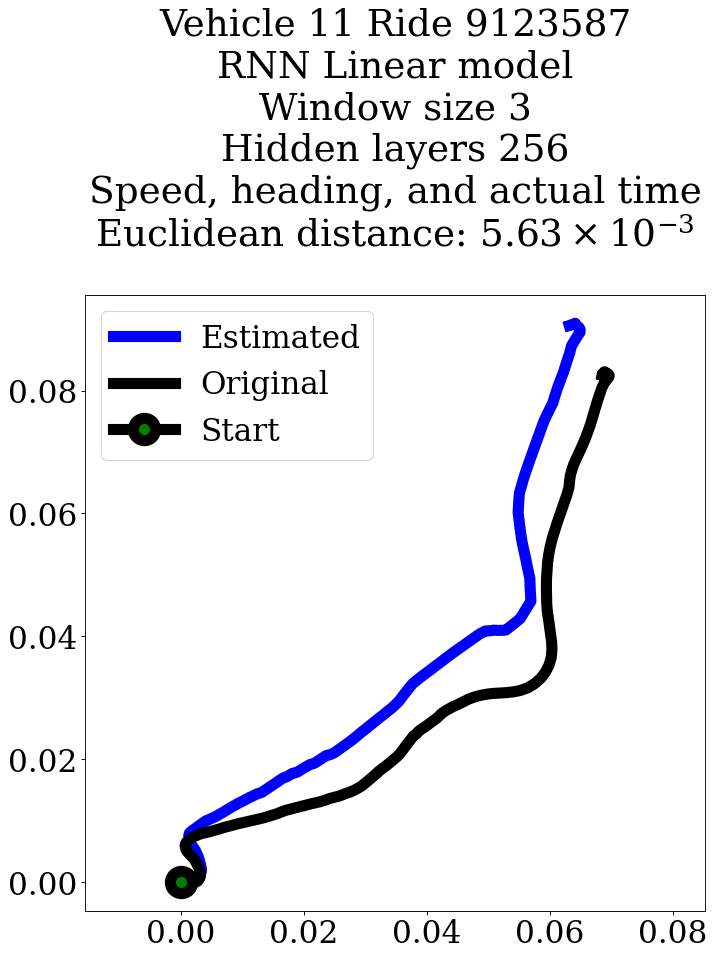 Vehicle 11 Ride 9123587
RNN Linear model
Window size 3
Hidden layers 256
Speed, heading, and actual time
Euclidean distance: 5.63 × 10⁻³
Estimated
Original
Start
0.08
0.06
0.04
0.02
0.00
0.00 0.02 0.04 0.06 0.08